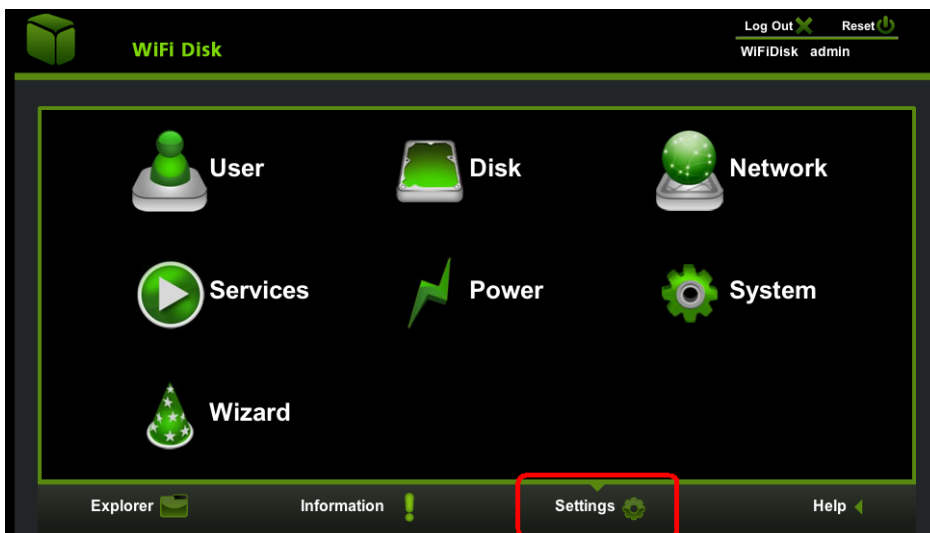 Log Out Reset
WiFi Disk
WiFiDisk admin
User Disk Network
Services Power System
Wizard
Explorer Information Settings Help